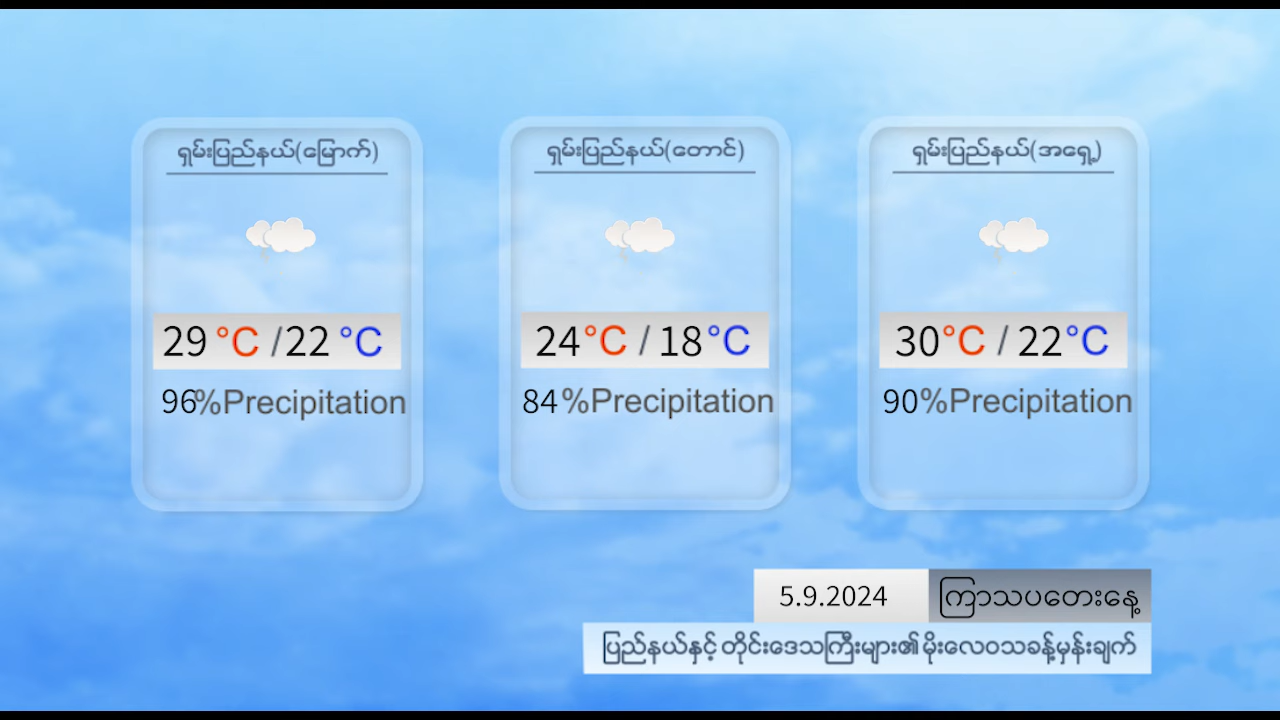 ရှမ်းပြည်နယ်(မြောက်)
29 °C /22 °C
96%Precipitation
ရှမ်းပြည်နယ်(တောင်)
24°C / 18°C
84%Precipitation
ရှမ်းပြည်နယ်(အရှေ့)
30°C / 22°C
90%Precipitation
5.9.2024 ကြာသပတေးနေ့
ပြည်နယ်နှင့် တိုင်းဒေသကြီးများ၏ မိုးလေဝသခန့်မှန်းချက်